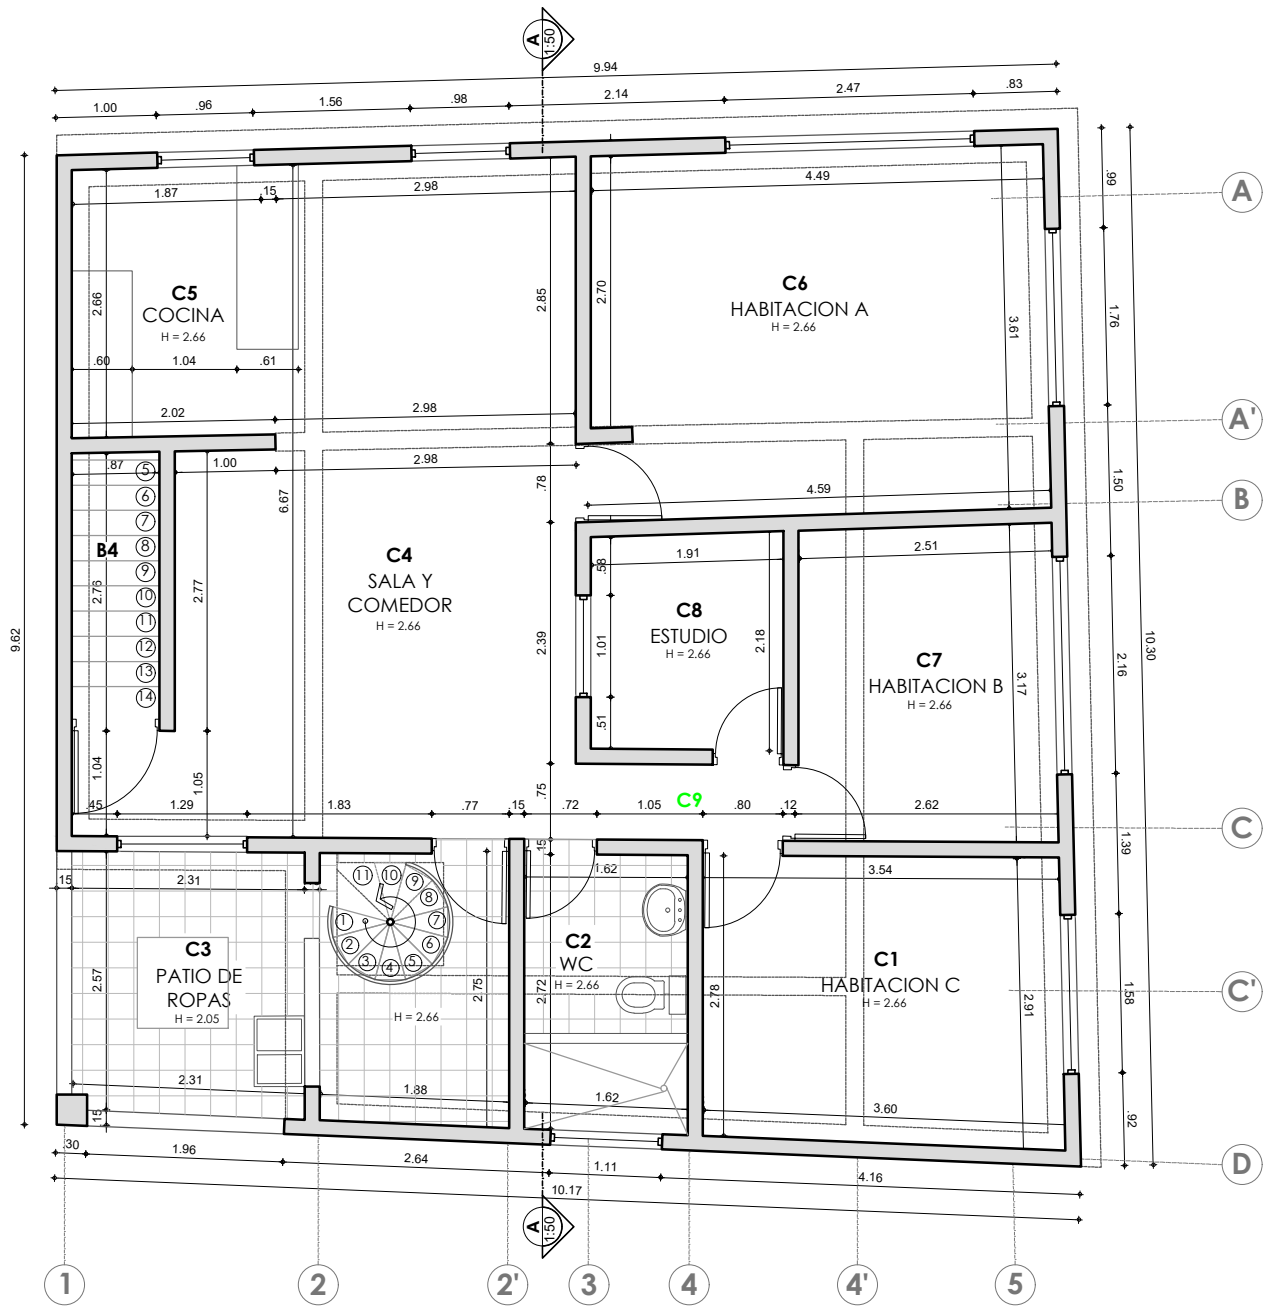 A
1:50
9.94
1.00 .96 1.56 .98 2.14 2.47 .83
1.87 .15 2.98 4.49
.99
A
C5
COCINA
H = 2.66
2.66
2.85
2.70
C6
HABITACION A
H = 2.66
3.61
1.76
.60 1.04 .61
2.02 2.98
A'
.87 1.00 2.98
.78
4.59
1.50
B
5
6
7
8
9
10
11
12
13
14
B4
2.76
2.77
6.67
C4
SALA Y
COMEDOR
H = 2.66
2.39
.58
1.91
2.51
1.01
C8
ESTUDIO
H = 2.66
2.18
.51
C7
HABITACION B
H = 2.66
3.17
2.16
10.30
9.62
1.04
1.05
.75
C9
.45 1.29 1.83 .77 .15 .72 1.05 .80 .12 2.62
C
1.39
.15
1.62
3.54
15 2.31
11
10
9
8
7
6
5
4
3
2
1
C3
PATIO DE
ROPAS
H = 2.05
2.57
H = 2.66
2.75
C2
WC
H = 2.66
2.72
2.78
C1
HABITACION C
H = 2.66
2.91
1.58
C'
2.31 1.88 1.62 3.60
15
.92
.30 1.96 2.64 1.11 4.16
D
10.17
A
1:50
1 2 2' 3 4 4' 5